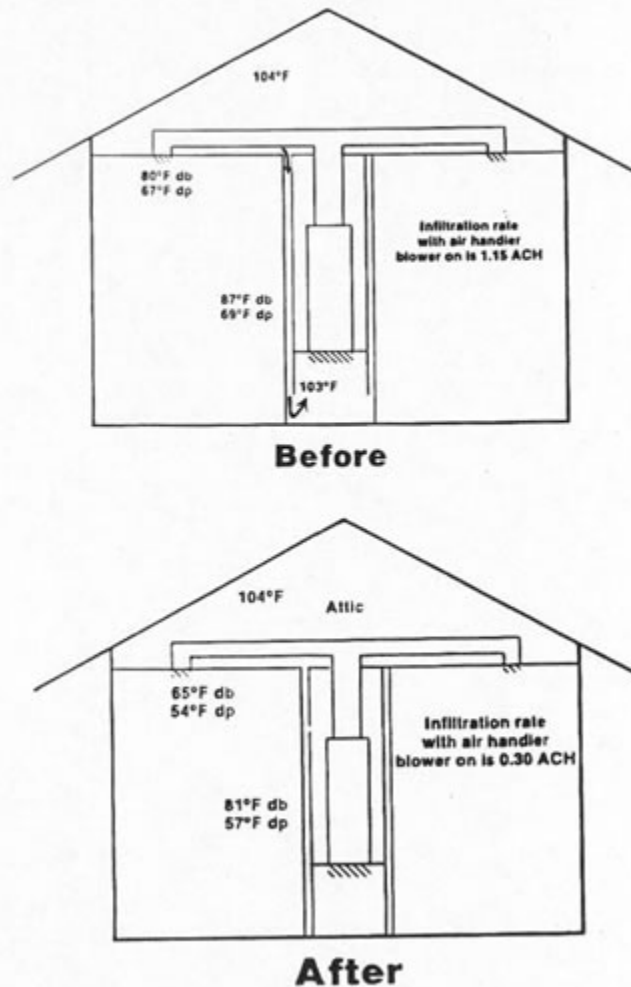 104°F
80°F db
67°F dp
Infiltration rate
with air handler
blower on is 1.15 ACH
87°F db
69°F dp
103°F
Before
104°F
Attic
65°F db
54°F dp
Infiltration rate
with air handler
blower on is 0.30 ACH
81°F db
57°F dp
After